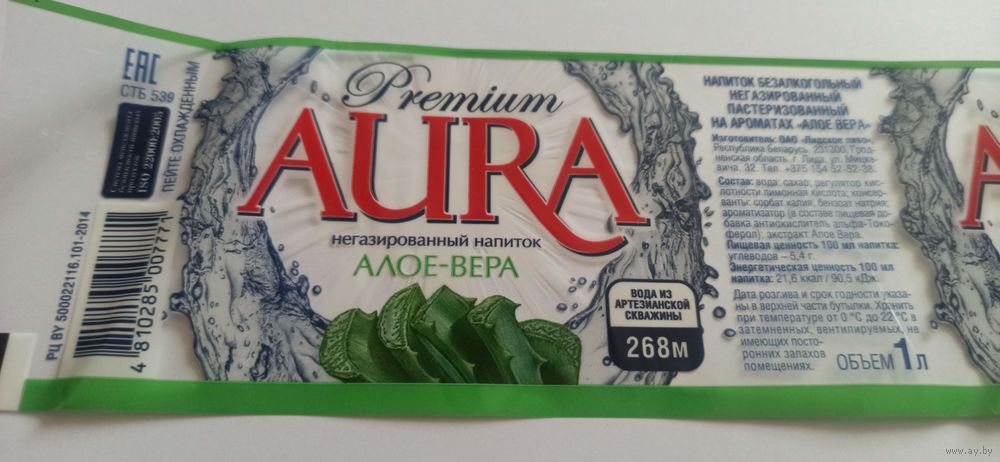 EAC
СТБ 539
ISO 22000:2005
ПЕЙТЕ ОХЛАЖДЕННЫМ
РЦ BY 500022116.101-2014
4 810285 007771
Premium
AURA
негазированный напиток
АЛОЕ-ВЕРА
ВОДА ИЗ
АРТЕЗИАНСКОЙ
СКВАЖИНЫ
268м
НАПИТОК БЕЗАЛКОГОЛЬНЫЙ
НЕГАЗИРОВАННЫЙ
ПАСТЕРИЗОВАННЫЙ
НА АРОМАТАХ «АЛОЕ ВЕРА»
Изготовитель: ОАО «Лидское пиво»,
Республика Беларусь, 231300, Грод-
ненская область, г. Лида, ул. Мицке-
вича, 32. Тел. +375 154 52-52-38.
Состав: вода; сахар; регулятор кис-
лотности лимонная кислота; консер-
ванты: сорбат калия, бензоат натрия;
ароматизатор (в составе пищевая до-
бавка антиокислитель альфа-Токо-
ферол); экстракт Алое Вера.
Пищевая ценность 100 мл напитка:
углеводов – 5,4 г.
Энергетическая ценность 100 мл
напитка: 21,6 ккал / 90,5 кДж.
Дата розлива и срок годности указа-
ны в верхней части бутылки. Хранить
при температуре от 0 °С до 22 °С в
затемненных, вентилируемых, не
имеющих посто-
ронних запахов
помещениях.
ОБЪЕМ 1 л
www.ay.by